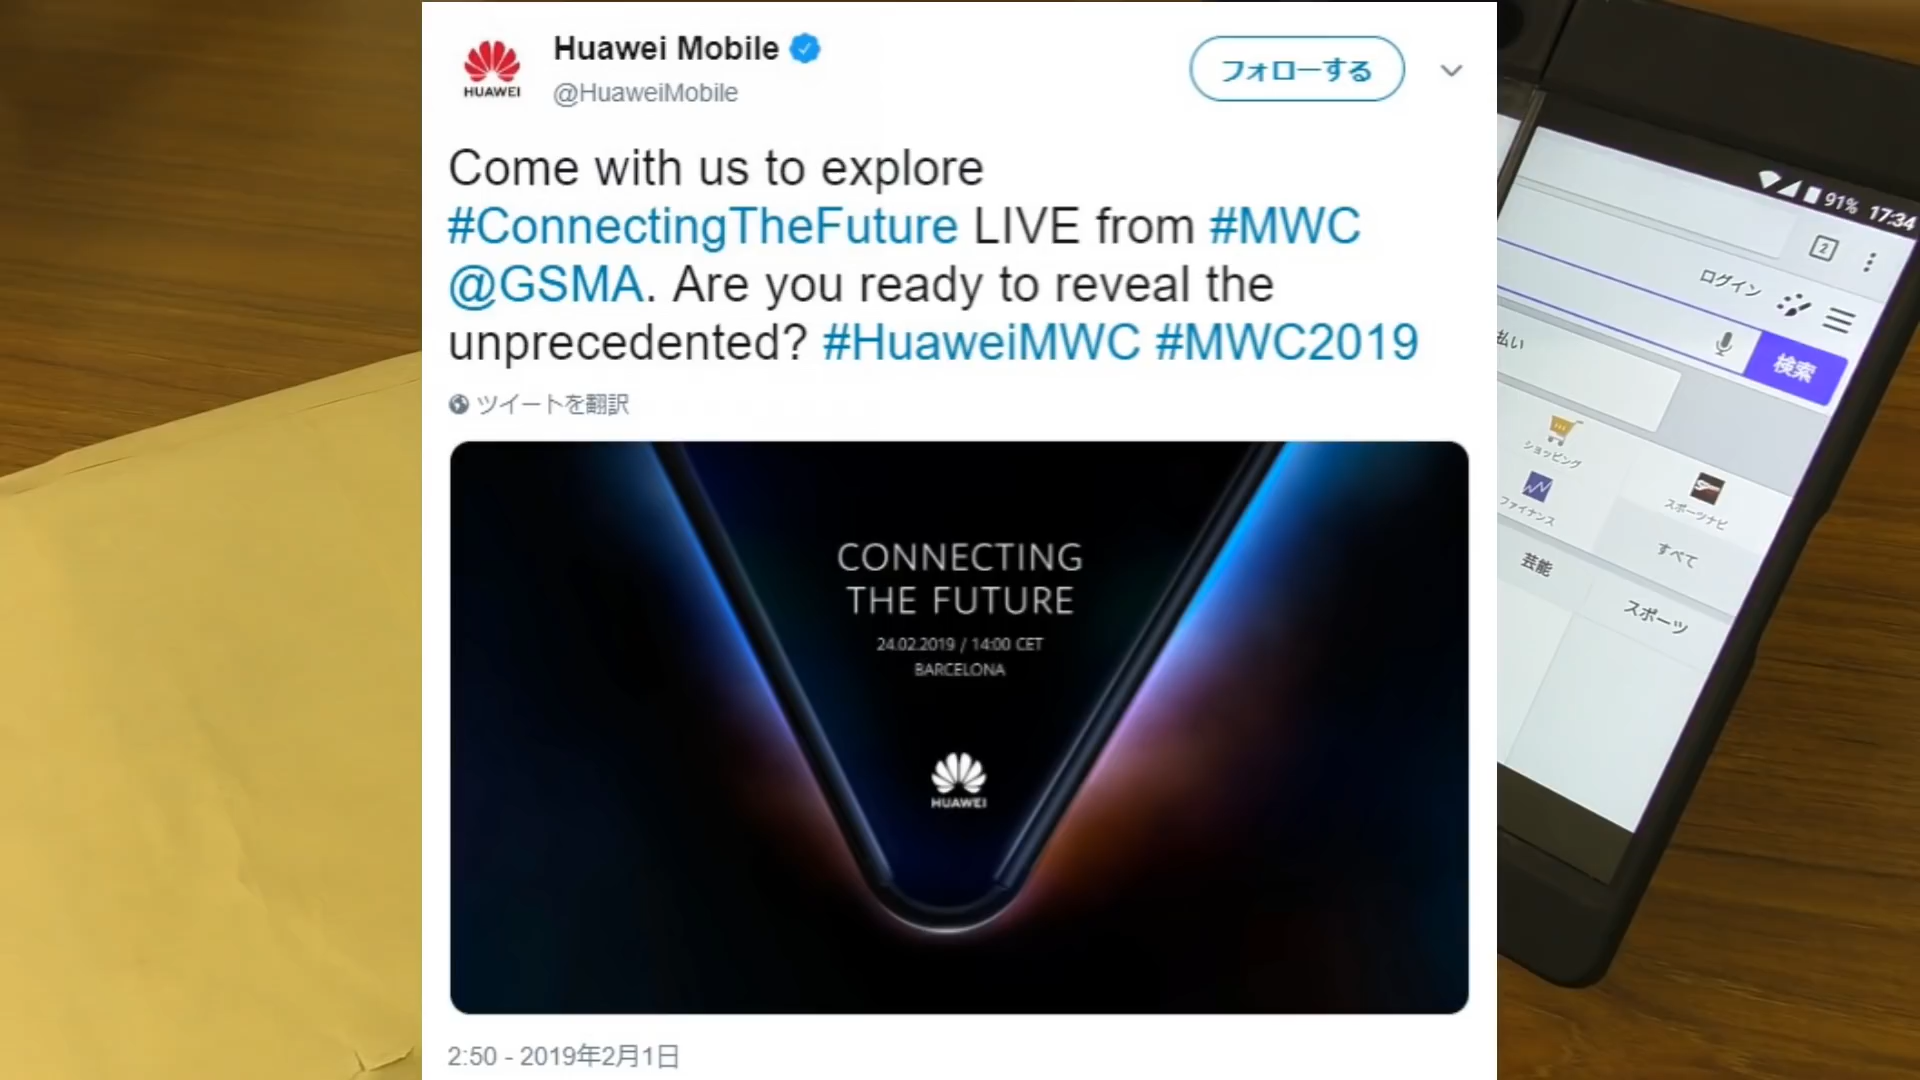 HUAWEI
Huawei Mobile
@HuaweiMobile
フォローする
Come with us to explore
#ConnectingTheFuture LIVE from #MWC
@GSMA. Are you ready to reveal the
unprecedented? #HuaweiMWC #MWC2019
ツイートを翻訳
CONNECTING
THE FUTURE
24.02.2019 / 14:00 CET
BARCELONA
HUAWEI
2:50 - 2019年2月1日
91% 17:34
2
ログイン
払い
検索
ショッピング
ファイナンス
スポーツナビ
すべて
芸能
スポーツ